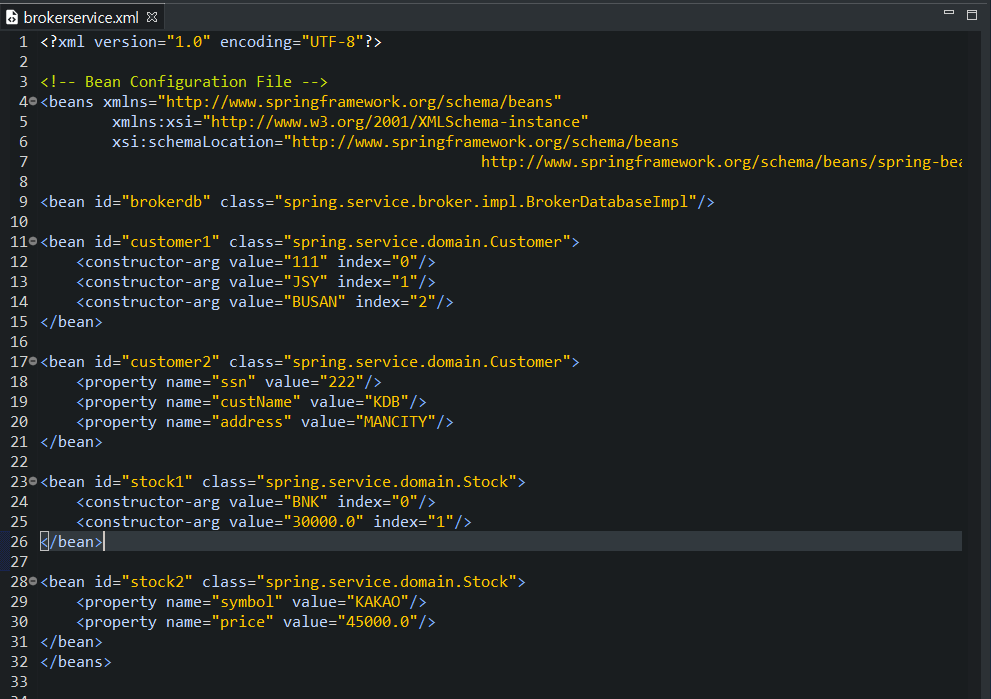 brokerservice.xml
1 <?xml version="1.0" encoding="UTF-8"?>
2
3 <!-- Bean Configuration File -->
4 <beans xmlns="http://www.springframework.org/schema/beans"
5         xmlns:xsi="http://www.w3.org/2001/XMLSchema-instance"
6         xsi:schemaLocation="http://www.springframework.org/schema/beans
7                                                 http://www.springframework.org/schema/beans/spring-bea
8
9 <bean id="brokerdb" class="spring.service.broker.impl.BrokerDatabaseImpl"/>
10
11 <bean id="customer1" class="spring.service.domain.Customer">
12     <constructor-arg value="111" index="0"/>
13     <constructor-arg value="JSY" index="1"/>
14     <constructor-arg value="BUSAN" index="2"/>
15 </bean>
16
17 <bean id="customer2" class="spring.service.domain.Customer">
18     <property name="ssn" value="222"/>
19     <property name="custName" value="KDB"/>
20     <property name="address" value="MANCITY"/>
21 </bean>
22
23 <bean id="stock1" class="spring.service.domain.Stock">
24     <constructor-arg value="BNK" index="0"/>
25     <constructor-arg value="30000.0" index="1"/>
26 </bean>
27
28 <bean id="stock2" class="spring.service.domain.Stock">
29     <property name="symbol" value="KAKAO"/>
30     <property name="price" value="45000.0"/>
31 </bean>
32 </beans>
33